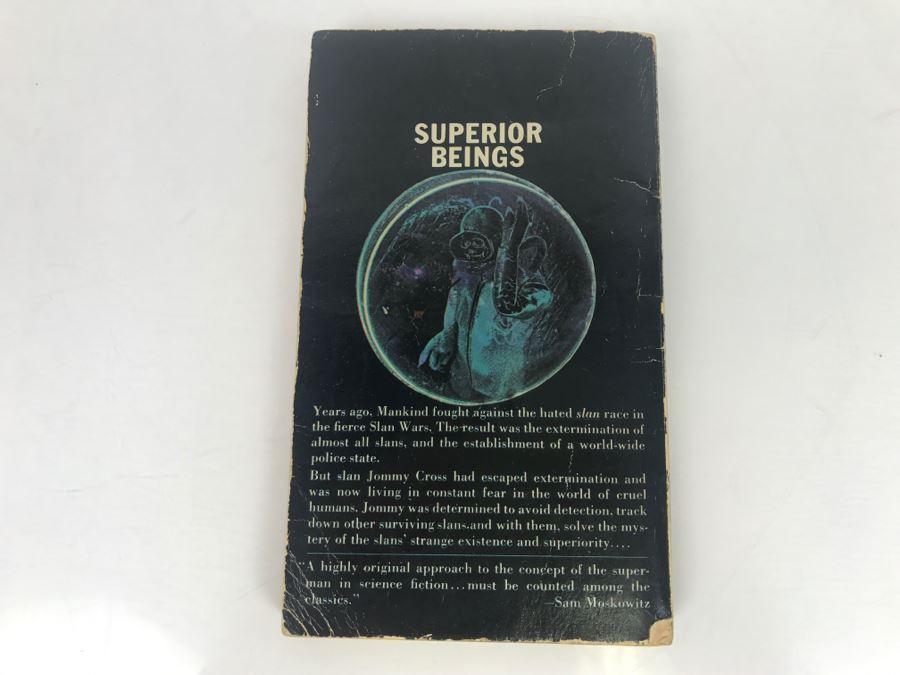 SUPERIOR
BEINGS
Years ago, Mankind fought against the hated slan race in
the fierce Slan Wars. The result was the extermination of
almost all slans, and the establishment of a world-wide
police state.
But slan Jommy Cross had escaped extermination and
was now living in constant fear in the world of cruel
humans. Jommy was determined to avoid detection, track
down other surviving slans,and with them, solve the mys-
tery of the slans' strange existence and superiority....
"A highly original approach to the concept of the super-
man in science fiction...must be counted among the
classics."
—Sam Moskowitz